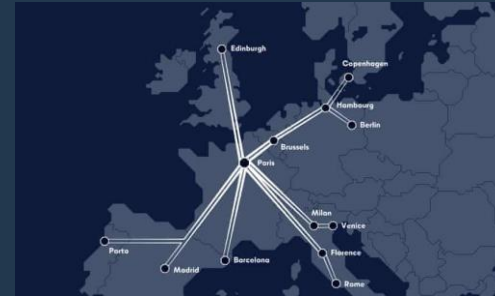 Edinburgh
Copenhagen
Hambourg
Berlin
Brussels
Paris
Milan
Venice
Florence
Porto
Barcelona
Madrid
Rome